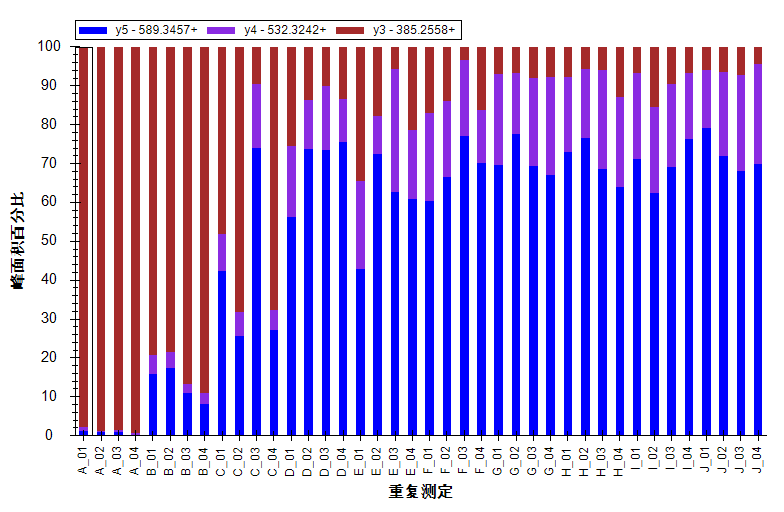 y5 - 589.3457+ y4 - 532.3242+ y3 - 385.2558+
100
90
80
70
60
50
40
30
20
10
0
峰面积百分比
A_01 A_02 A_03 A_04 B_01 B_02 B_03 B_04 C_01 C_02 C_03 C_04 D_01 D_02 D_03 D_04 E_01 E_02 E_03 E_04 F_01 F_02 F_03 F_04 G_01 G_02 G_03 G_04 H_01 H_02 H_03 H_04 I_01 I_02 I_03 I_04 J_01 J_02 J_03 J_04
重复测定